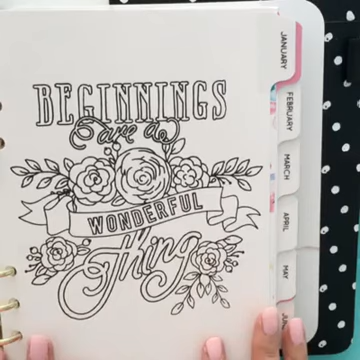 BEGINNINGS
are a
WONDERFUL
Thing
JANUARY
FEBRUARY
MARCH
APRIL
MAY